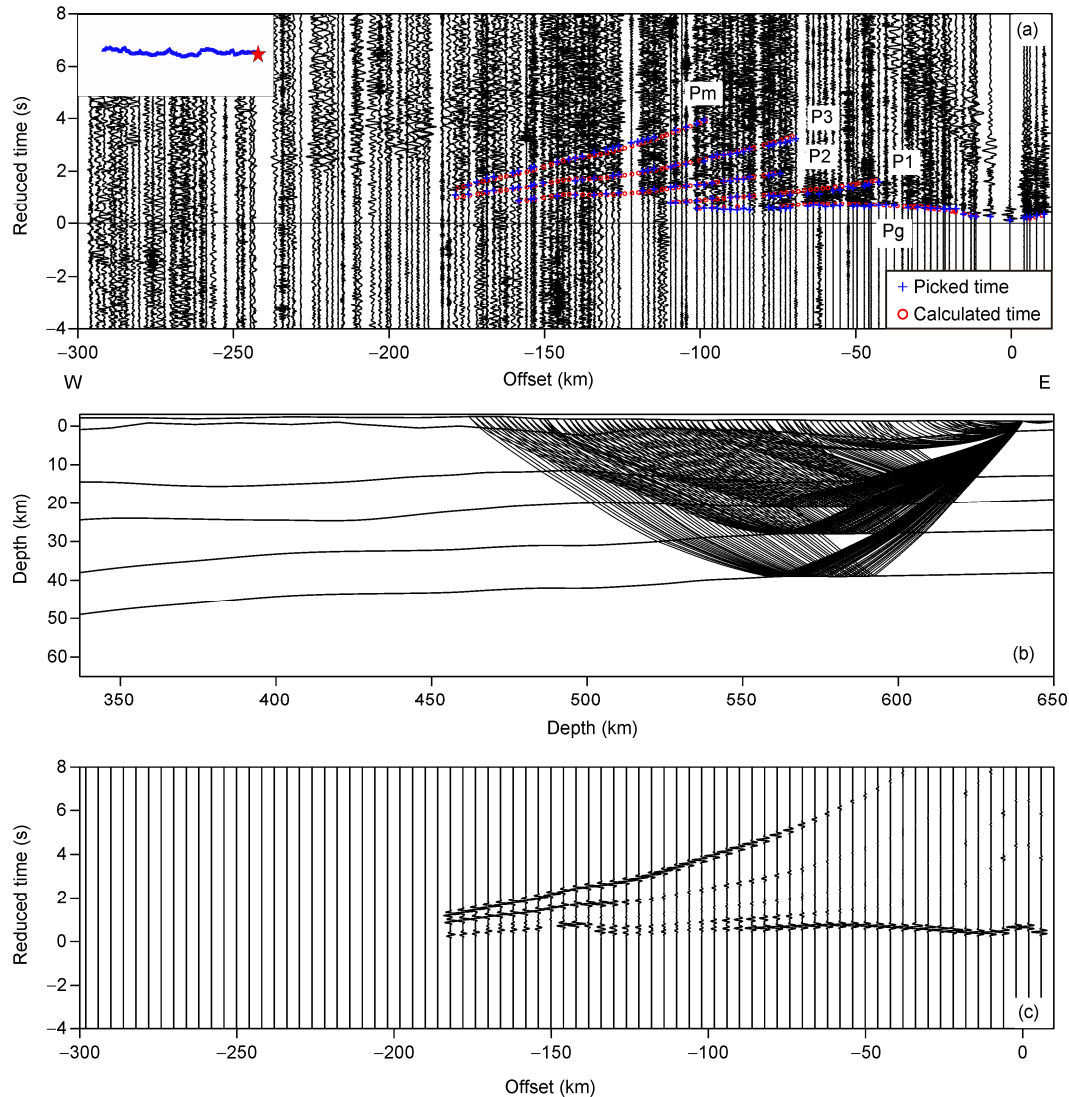 8
6
4
2
0
−2
−4
Reduced time (s)
(a)
Pm
P3
P2
P1
Pg
Picked time
Calculated time
−300
−250
−200
−150
−100
−50
0
W
Offset (km)
E
0
10
20
30
40
50
60
Depth (km)
(b)
350
400
450
500
550
600
650
Depth (km)
8
6
4
2
0
−2
−4
Reduced time (s)
(c)
−300
−250
−200
−150
−100
−50
0
Offset (km)